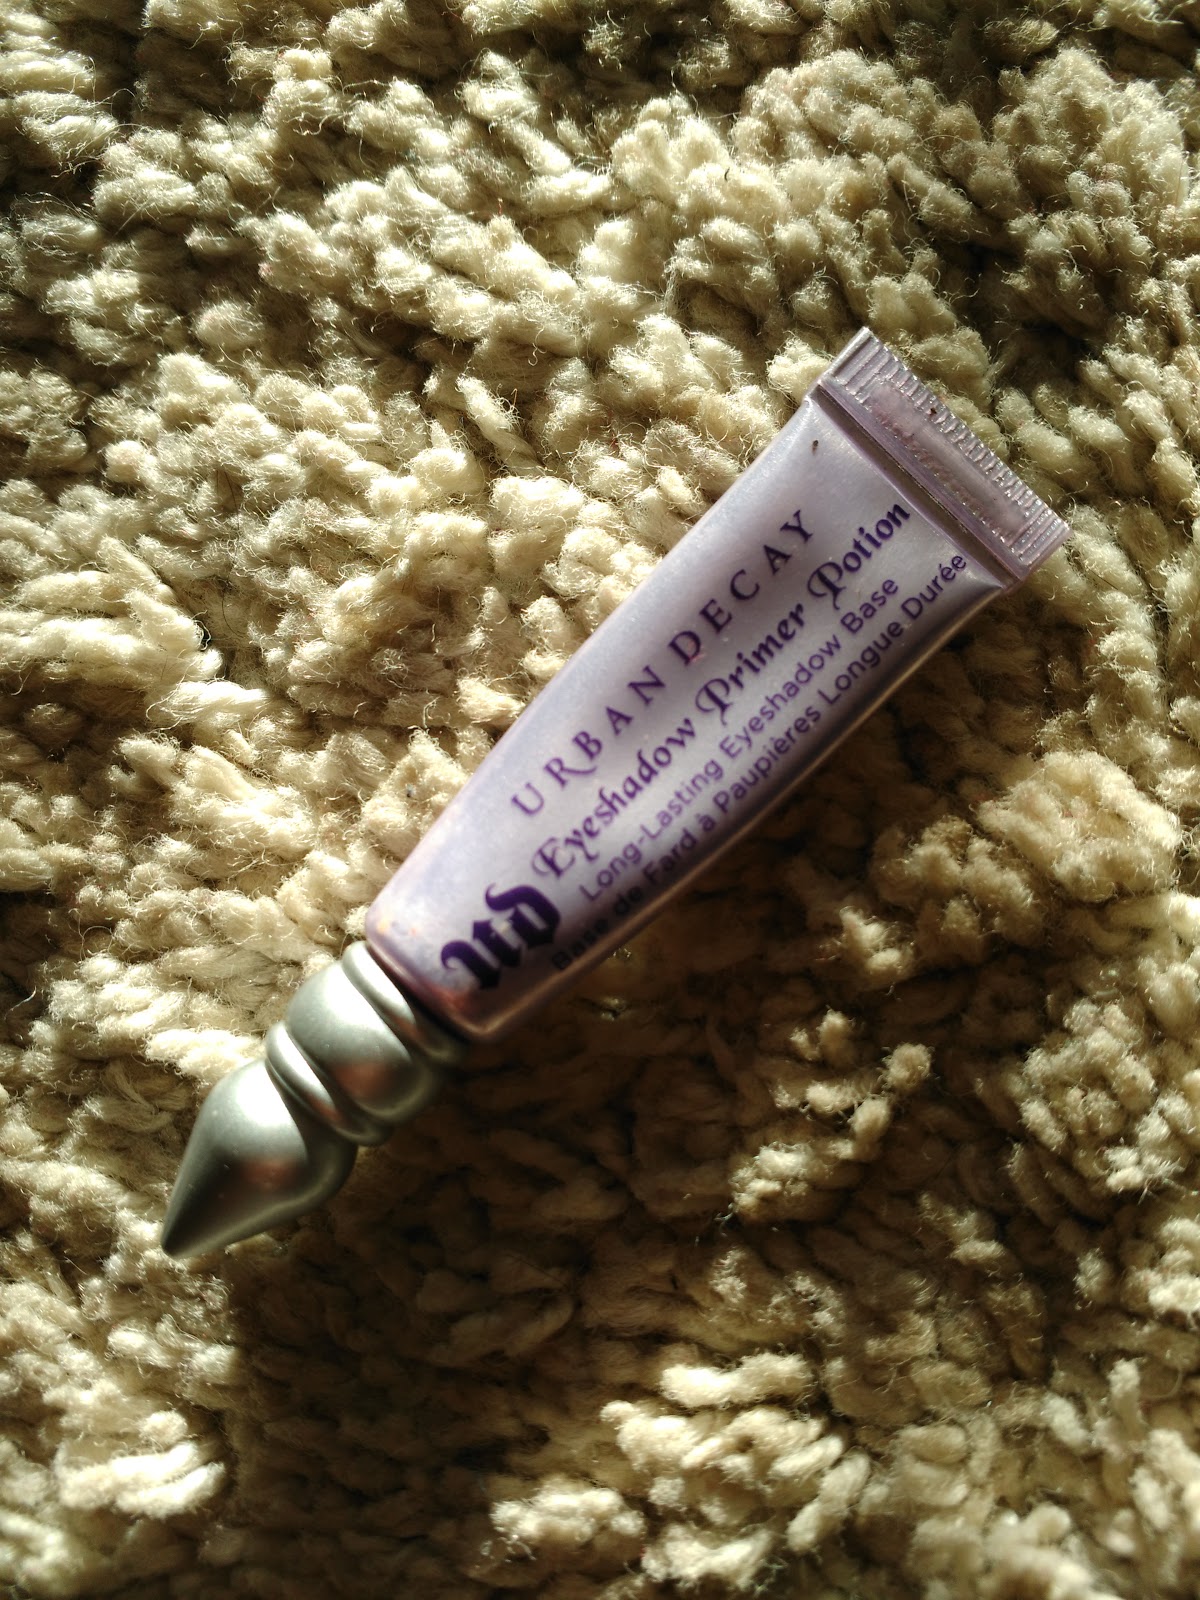 URBAN DECAY
UD Eyeshadow Primer Potion
Long-Lasting Eyeshadow Base
Base de Fard à Paupières Longue Durée